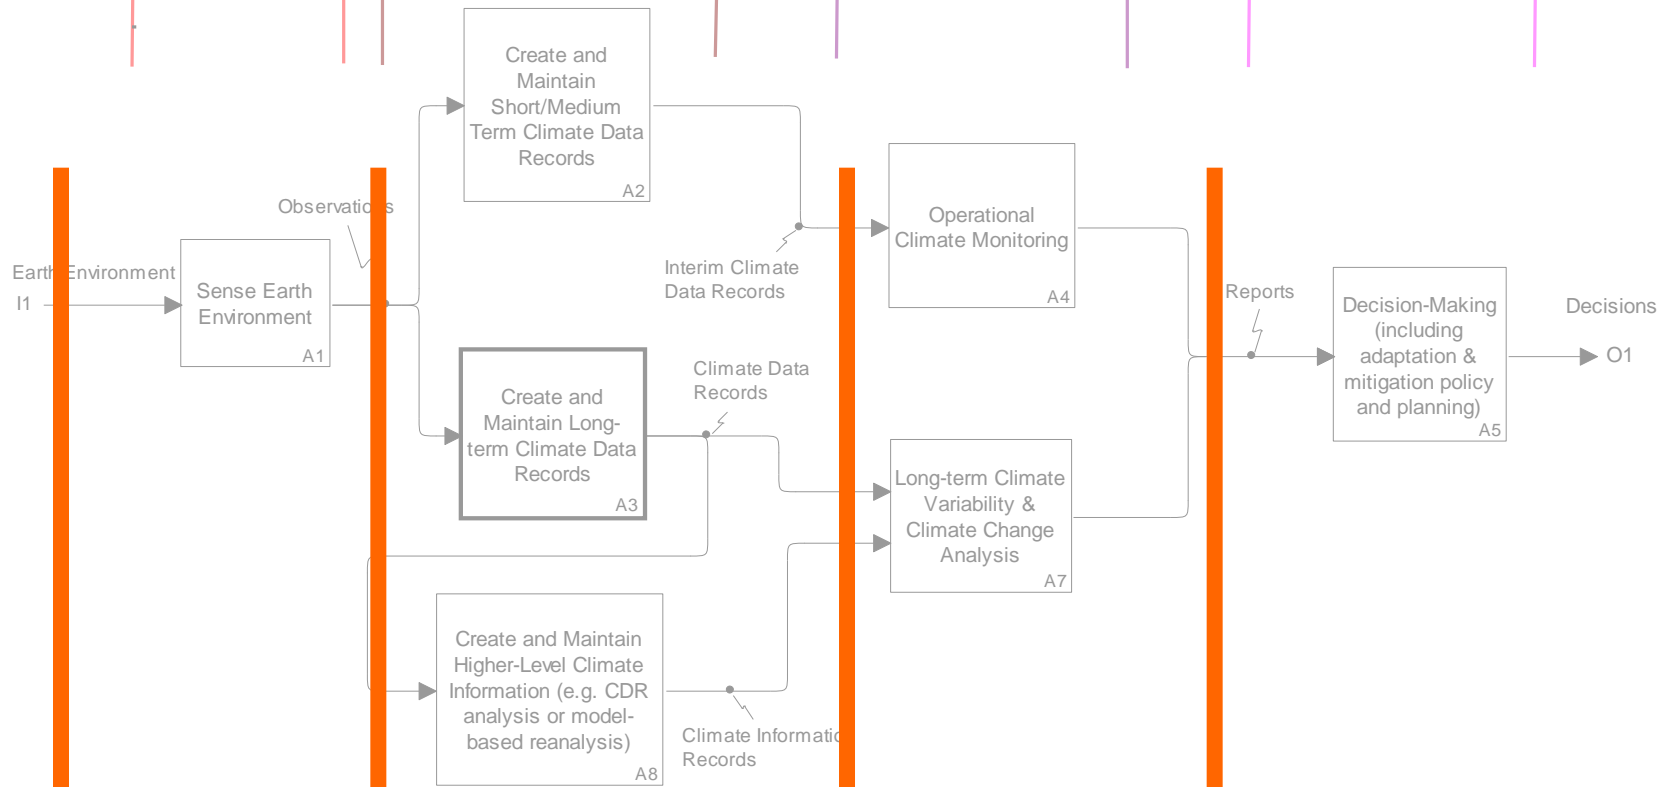 Create and
Maintain
Short/Medium
Term Climate Data
Records
A2
Observations
Earth Environment
I1
Sense Earth
Environment
A1
Interim Climate
Data Records
Operational
Climate Monitoring
A4
Create and
Maintain Long-
term Climate Data
Records
A3
Climate Data
Records
Long-term Climate
Variability &
Climate Change
Analysis
A7
Reports
Decision-Making
(including
adaptation &
mitigation policy
and planning)
A5
Decisions
O1
Create and Maintain
Higher-Level Climate
Information (e.g. CDR
analysis or model-
based reanalysis)
A8
Climate Informatio
Records